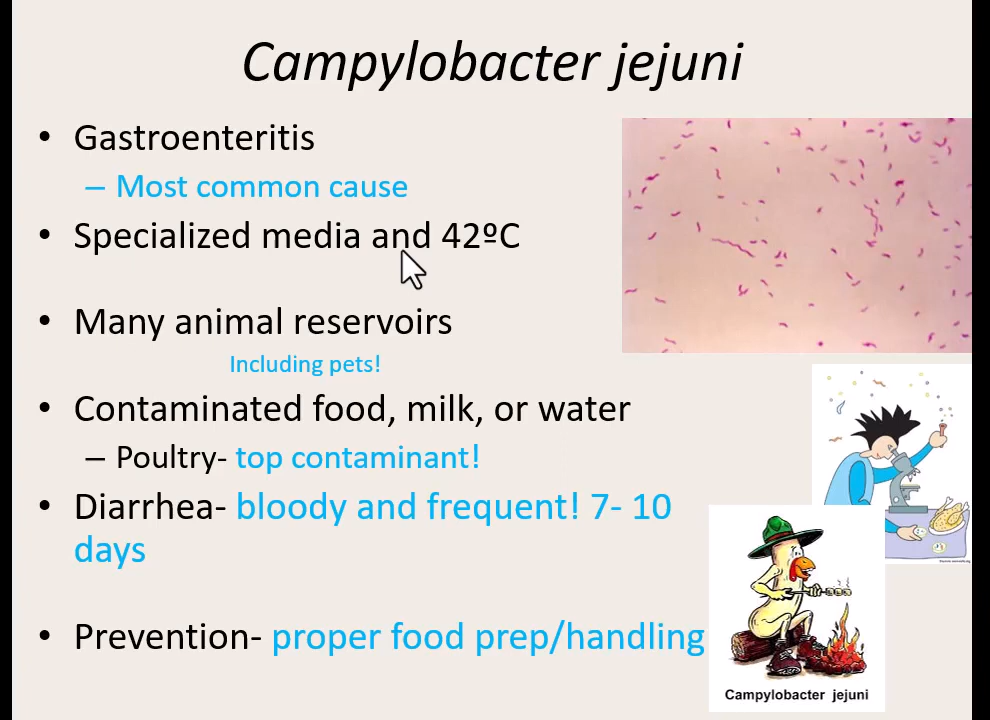 Campylobacter jejuni
• Gastroenteritis
– Most common cause
• Specialized media and 42ºC
• Many animal reservoirs
Including pets!
• Contaminated food, milk, or water
– Poultry- top contaminant!
• Diarrhea- bloody and frequent! 7- 10
days
• Prevention- proper food prep/handling
Campylobacter jejuni